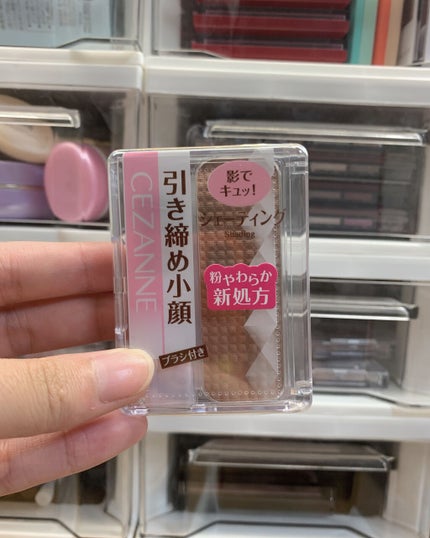 CEZANNE
引き締め小顔
ブラシ付き
影で
キュッ!
シェーディング
Shading
粉やわらか
新処方